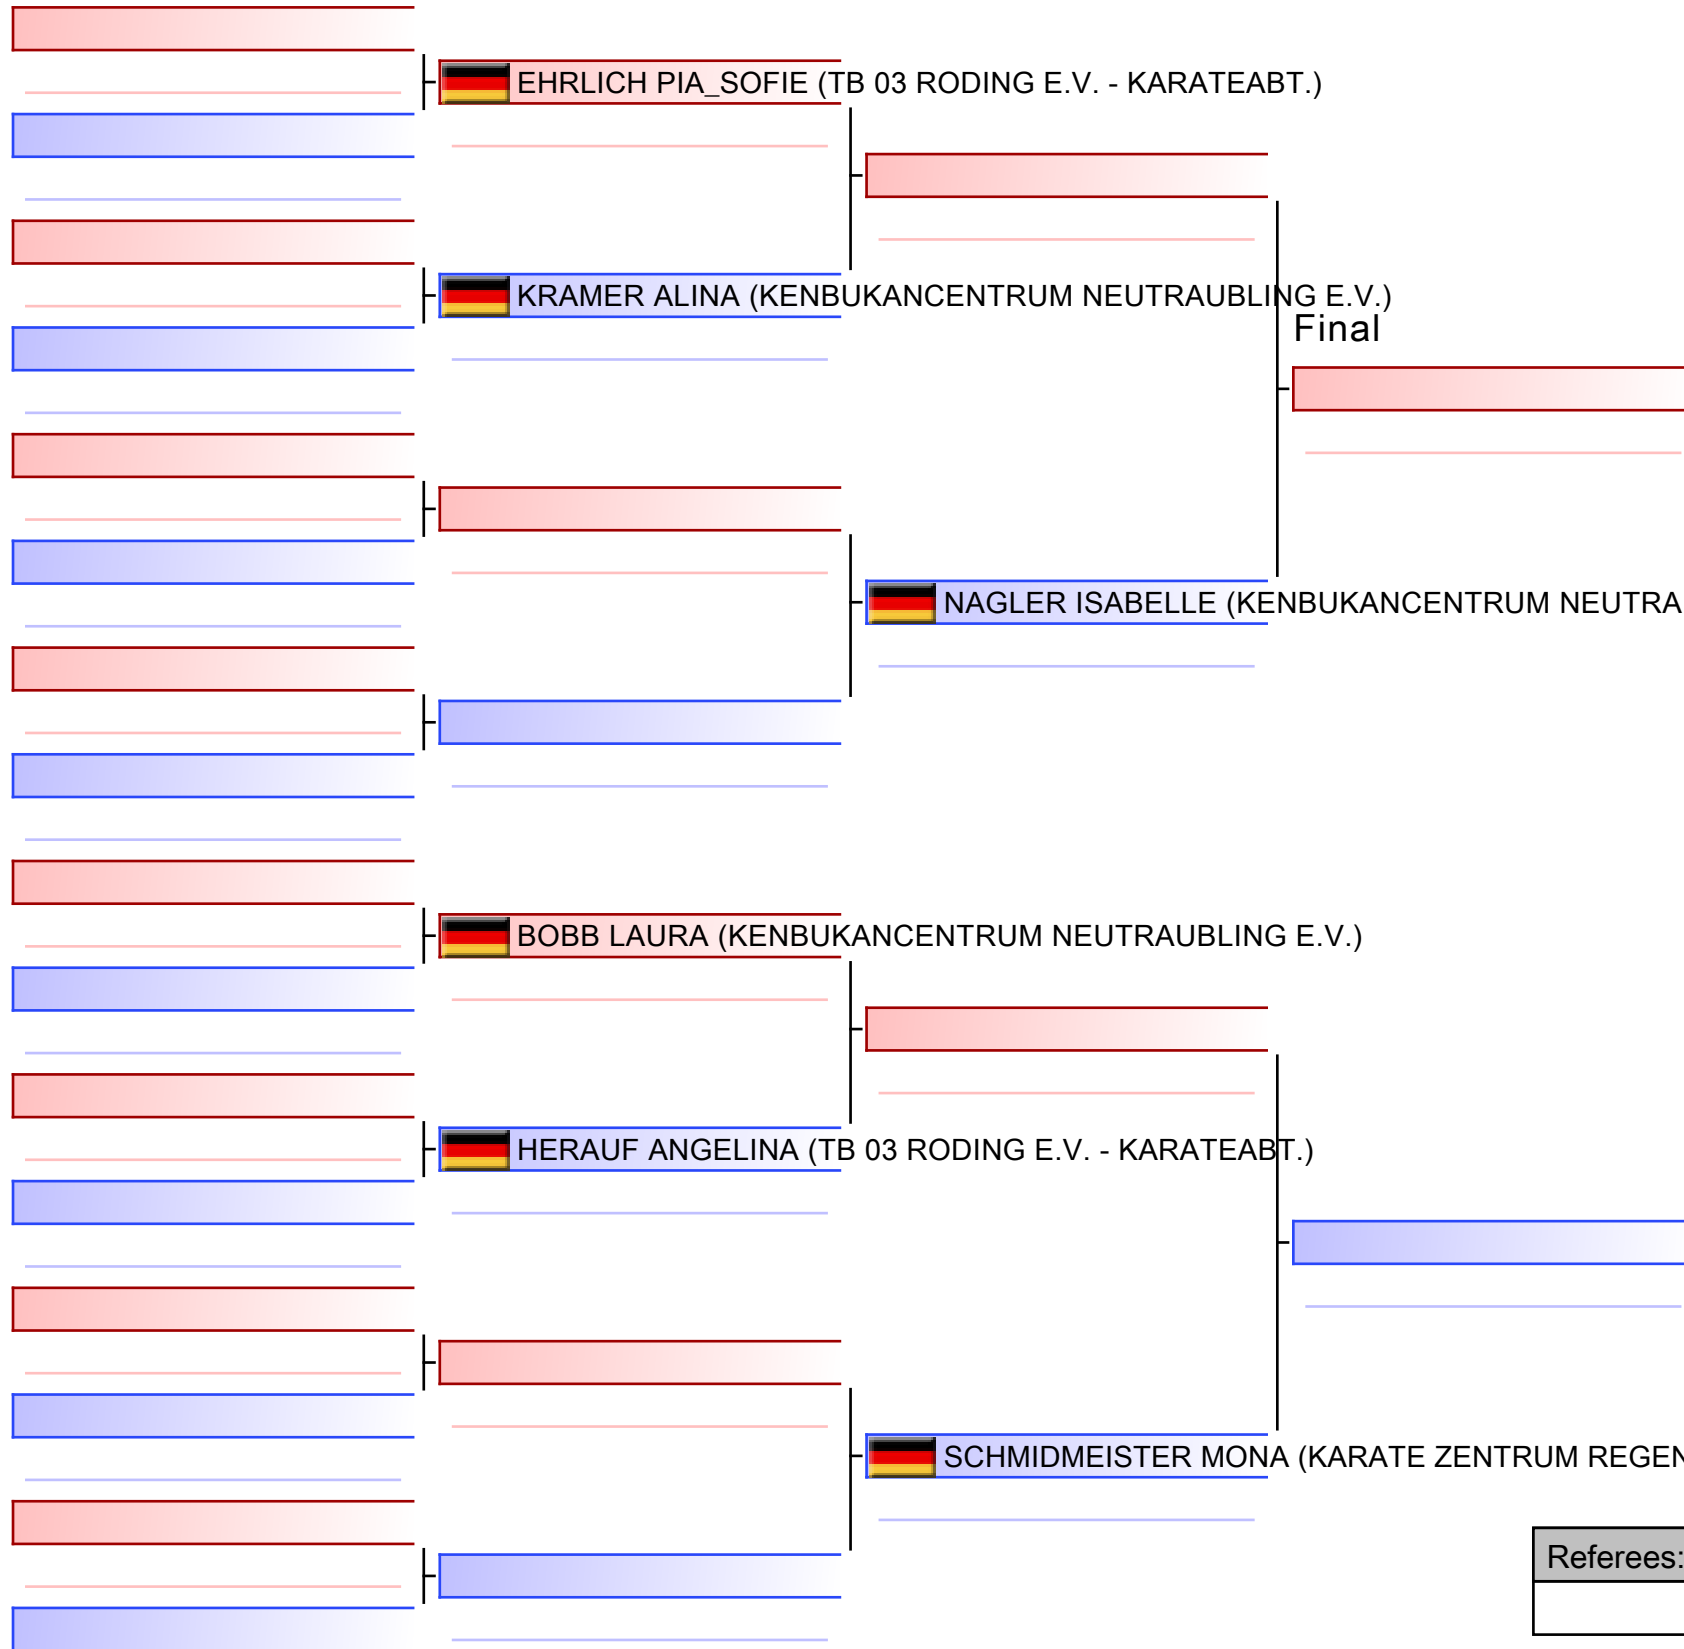 EHRLICH PIA_SOFIE (TB 03 RODING E.V. - KARATEABT.)
KRAMER ALINA (KENBUKANCENTRUM NEUTRAUBLING E.V.)
Final
NAGLER ISABELLE (KENBUKANCENTRUM NEUTRA
BOBB LAURA (KENBUKANCENTRUM NEUTRAUBLING E.V.)
HERAUF ANGELINA (TB 03 RODING E.V. - KARATEABT.)
SCHMIDMEISTER MONA (KARATE ZENTRUM REGEN
Referees: